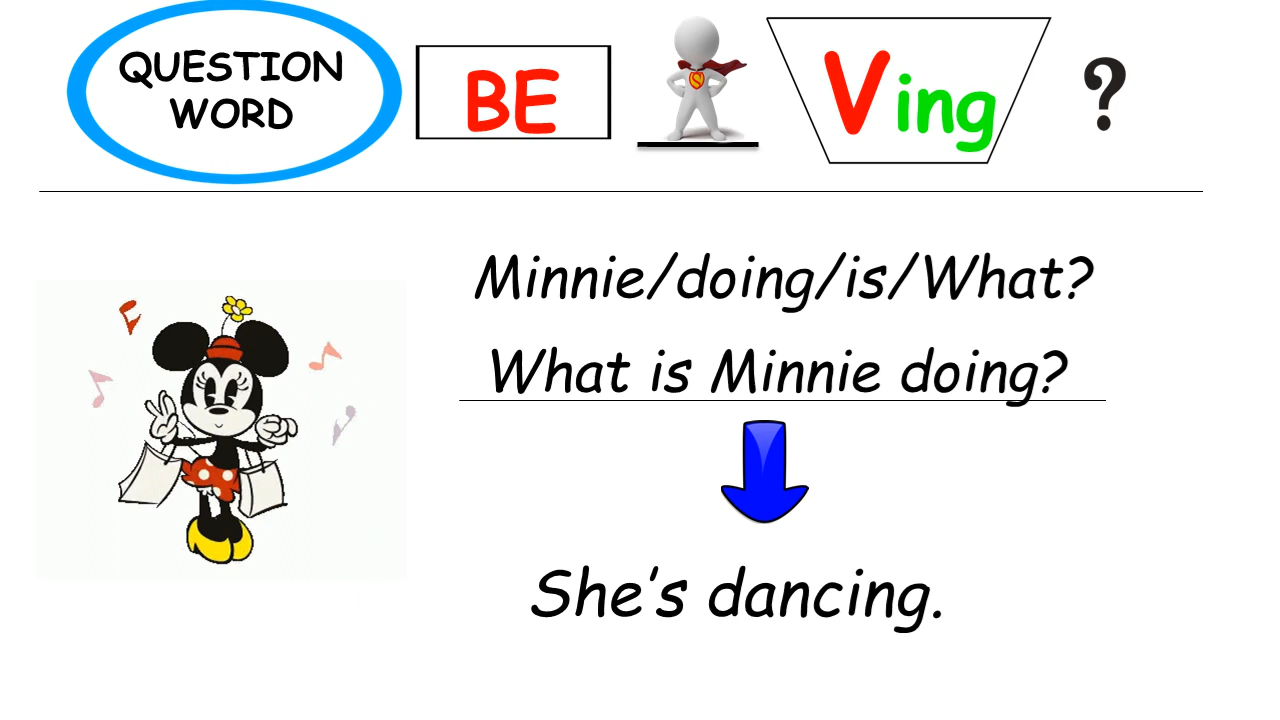 QUESTION
WORD
BE
S
Ving
?
Minnie/doing/is/What?
What is Minnie doing?
She's dancing.